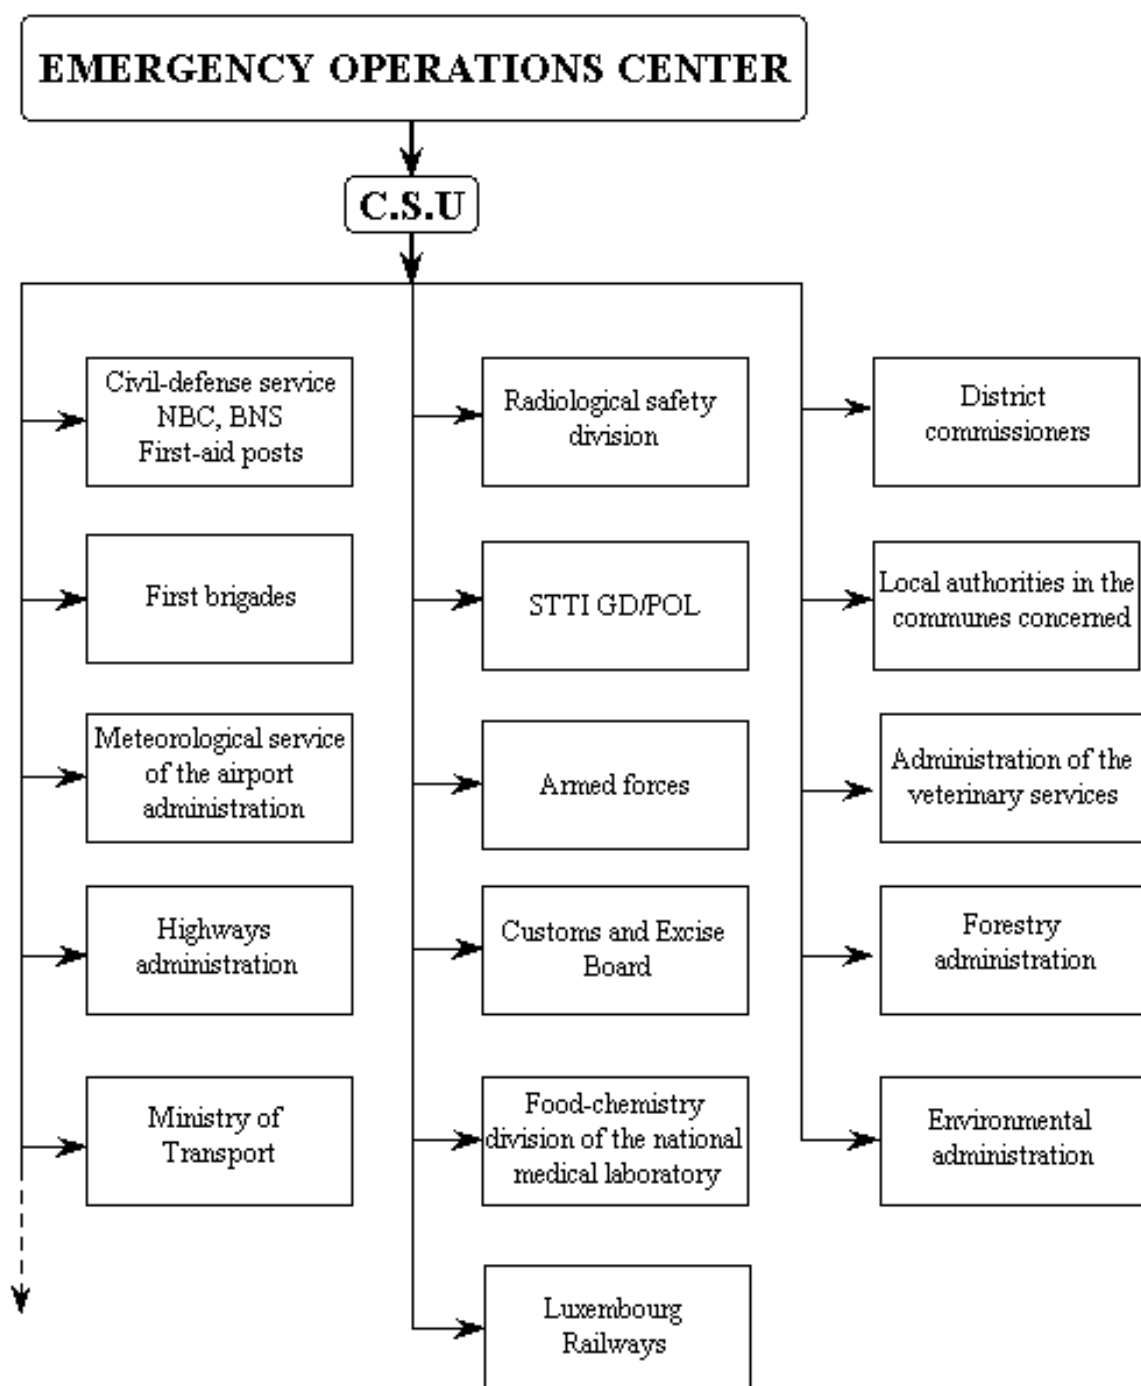 EMERGENCY OPERATIONS CENTER
C.S.U
Civil-defense service
NBC, BNS
First-aid posts
First brigades
Meteorological service
of the airport
administration
Highways
administration
Ministry of
Transport
Radiological safety
division
STTI GD/POL
Armed forces
Customs and Excise
Board
Food-chemistry
division of the national
medical laboratory
Luxembourg
Railways
District
commissioners
Local authorities in the
communes concerned
Administration of the
veterinary services
Forestry
administration
Environmental
administration